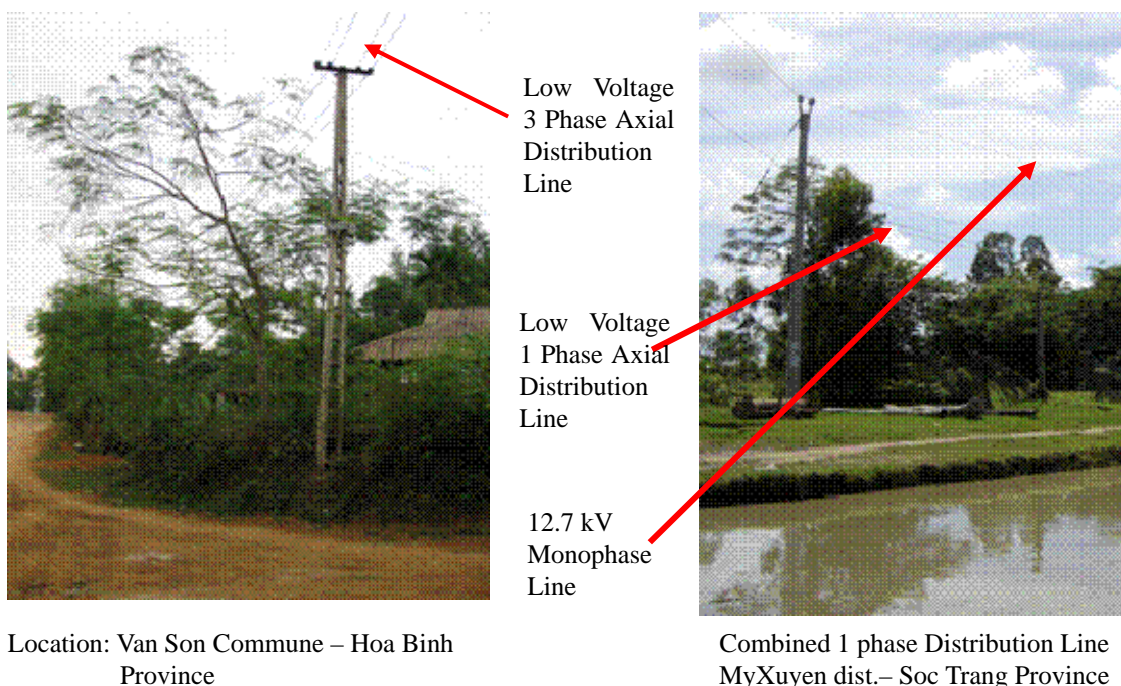 Low Voltage
3 Phase Axial
Distribution
Line
Low Voltage
1 Phase Axial
Distribution
Line
12.7 kV
Monophase
Line
Location: Van Son Commune – Hoa Binh
Province
Combined 1 phase Distribution Line
MyXuyen dist.– Soc Trang Province